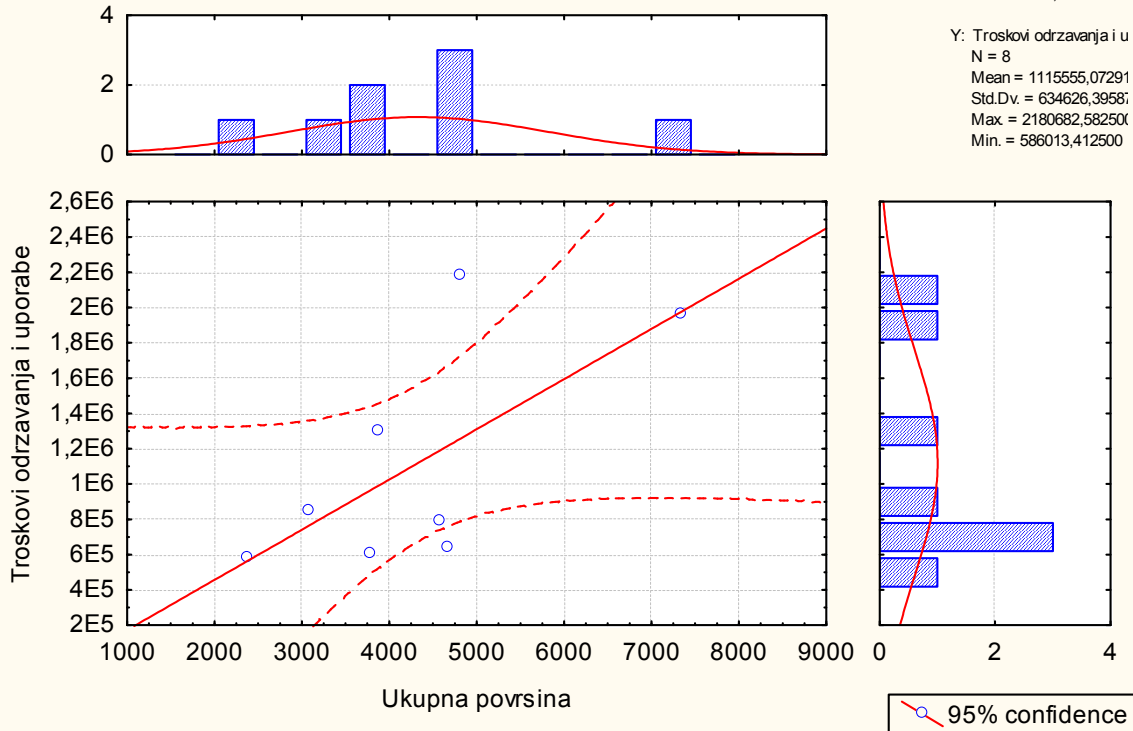 Y: Troskovi odrzavanja i u
N = 8
Mean = 1115555,07291
Std.Dv. = 634626,39587
Max. = 2180682,582500
Min. = 586013,412500
4
2
0
2,6E6
2,4E6
2,2E6
2E6
1,8E6
1,6E6
1,4E6
1,2E6
1E6
8E5
6E5
4E5
2E5
Troskovi odrzavanja i uporabe
1000 2000 3000 4000 5000 6000 7000 8000 9000
0 2 4
Ukupna povrsina
95% confidence